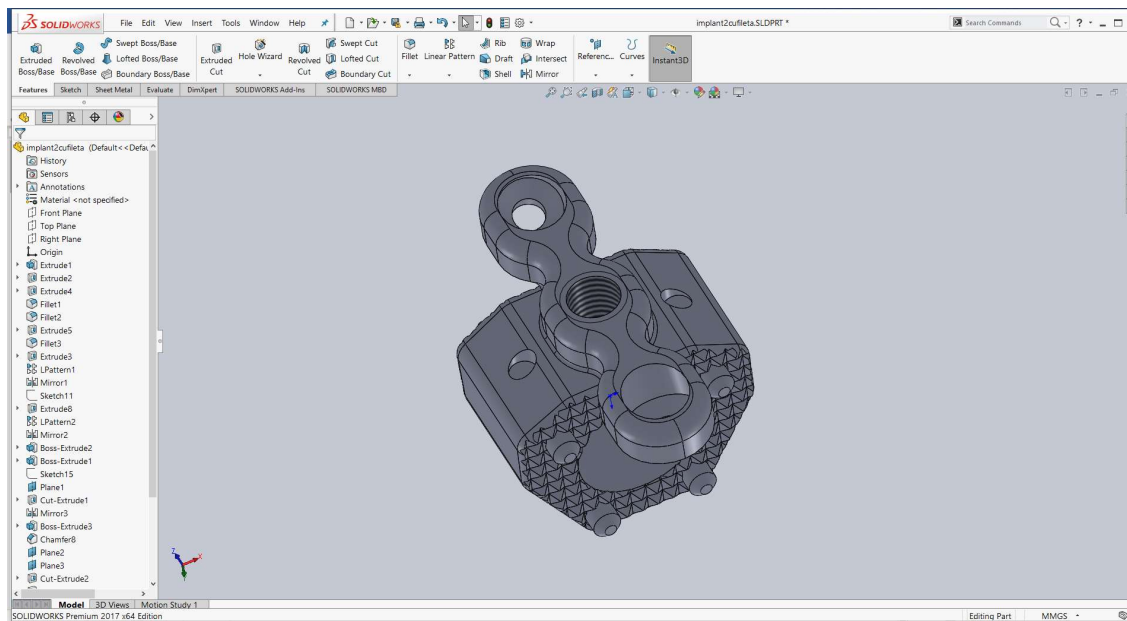 SOLIDWORKS File Edit View Insert Tools Window Help implant2cufileta.SLDPRT * Search Commands ?
Extruded Boss/Base Revolved Boss/Base Swept Boss/Base Lofted Boss/Base Boundary Boss/Base Extruded Cut Hole Wizard Revolved Cut Swept Cut Lofted Cut Boundary Cut Fillet Linear Pattern Rib Draft Shell Wrap Intersect Mirror Referenc... Curves Instant3D
Features Sketch Sheet Metal Evaluate DimXpert SOLIDWORKS Add-Ins SOLIDWORKS MBD
implant2cufileta (Default<<Defau
History
Sensors
Annotations
Material <not specified>
Front Plane
Top Plane
Right Plane
Origin
Extrude1
Extrude2
Extrude4
Fillet1
Fillet2
Extrude5
Fillet3
Extrude3
LPattern1
Mirror1
Sketch11
Extrude8
LPattern2
Mirror2
Boss-Extrude2
Boss-Extrude1
Sketch15
Plane1
Cut-Extrude1
Mirror3
Boss-Extrude3
Chamfer8
Plane2
Plane3
Cut-Extrude2
Z X Y
Model 3D Views Motion Study 1
SOLIDWORKS Premium 2017 x64 Edition Editing Part MMGS